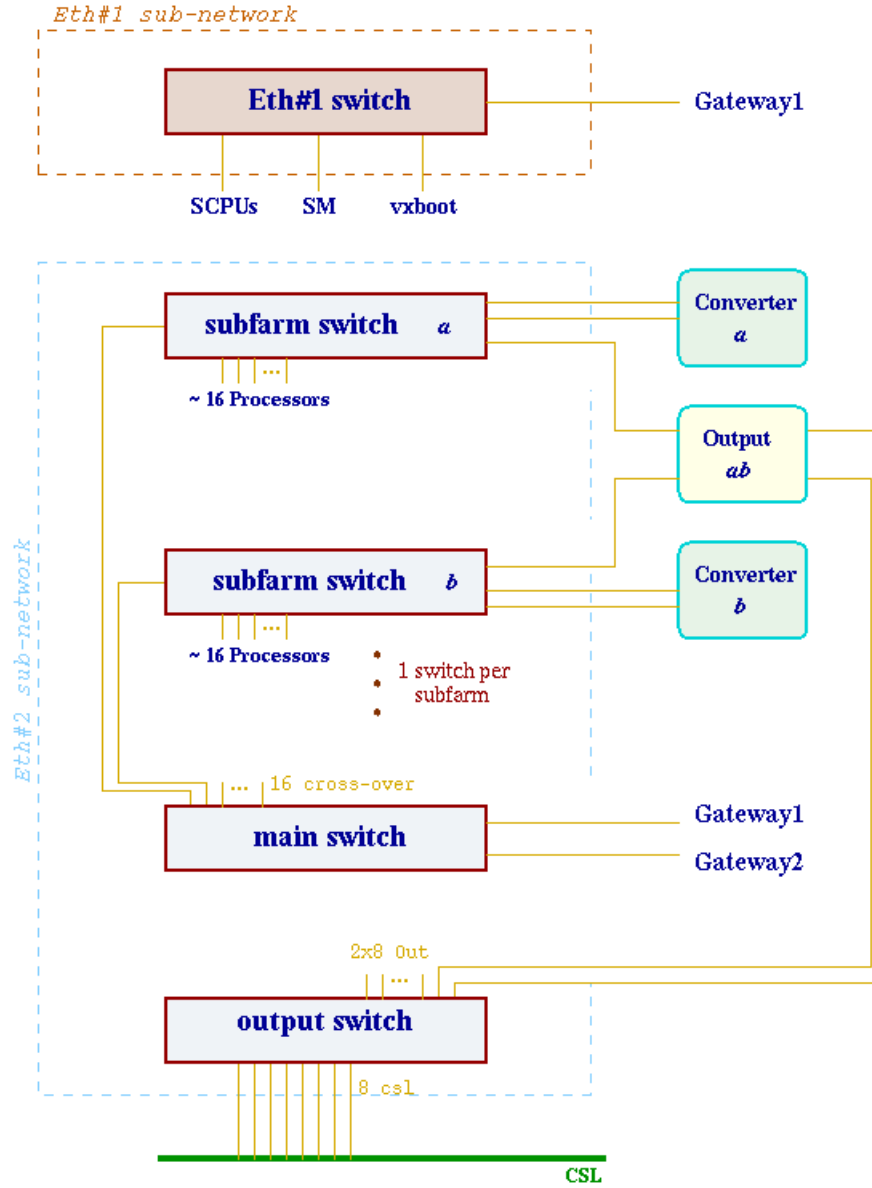 Eth#1 sub-network
Eth#1 switch
Gateway1
SCPUs
SM
vxboot
subfarm switch a
Converter
a
...
~ 16 Processors
Output
ab
Eth#2 sub-network
subfarm switch b
Converter
b
...
~ 16 Processors
1 switch per
subfarm
... 16 cross-over
main switch
Gateway1
Gateway2
2x8 Out
...
output switch
8 csl
CSL